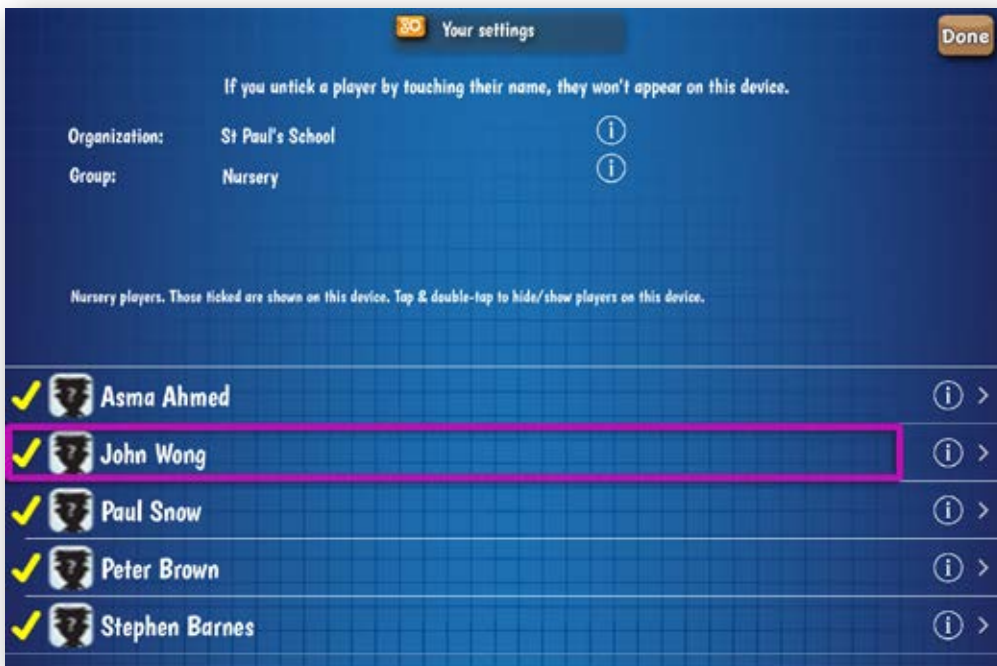 Your settings
Done
If you untick a player by touching their name, they won't appear on this device.
Organization: St Paul's School
Group: Nursery
Nursery players. Those ticked are shown on this device. Tap & double-tap to hide/show players on this device.
Asma Ahmed
John Wong
Paul Snow
Peter Brown
Stephen Barnes